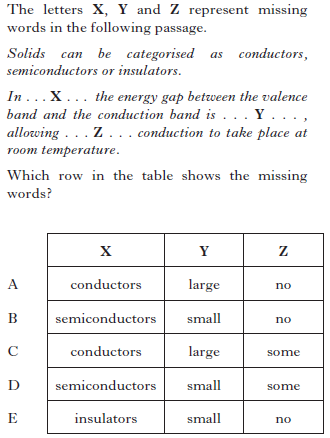 The letters X, Y and Z represent missing
words in the following passage.
Solids can be categorised as conductors,
semiconductors or insulators.
In . . . X . . . the energy gap between the valence
band and the conduction band is . . . Y . . . ,
allowing . . . Z . . . conduction to take place at
room temperature.
Which row in the table shows the missing
words?
X Y Z
A conductors large no
B semiconductors small no
C conductors large some
D semiconductors small some
E insulators small no